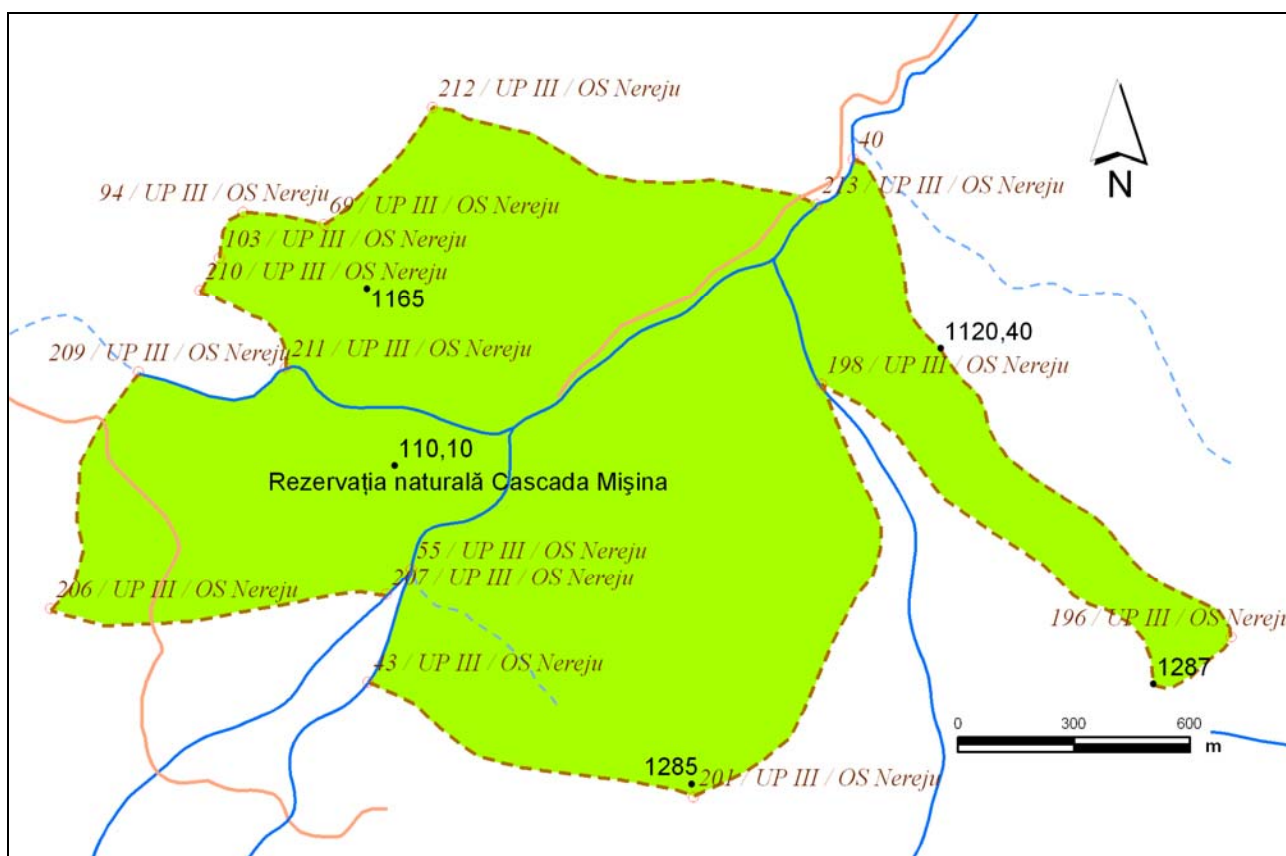 212 / UP III / OS Nereju
40
94 / UP III / OS Nereju
213 / UP III / OS Nereju
69 / UP III / OS Nereju
N
103 / UP III / OS Nereju
210 / UP III / OS Nereju
1165
1120,40
209 / UP III / OS Nereju
211 / UP III / OS Nereju
198 / UP III / OS Nereju
110,10
Rezervația naturală Cascada Mişina
55 / UP III / OS Nereju
207 / UP III / OS Nereju
206 / UP III / OS Nereju
196 / UP III / OS Nereju
43 / UP III / OS Nereju
1287
0 300 600
m
1285
201 / UP III / OS Nereju